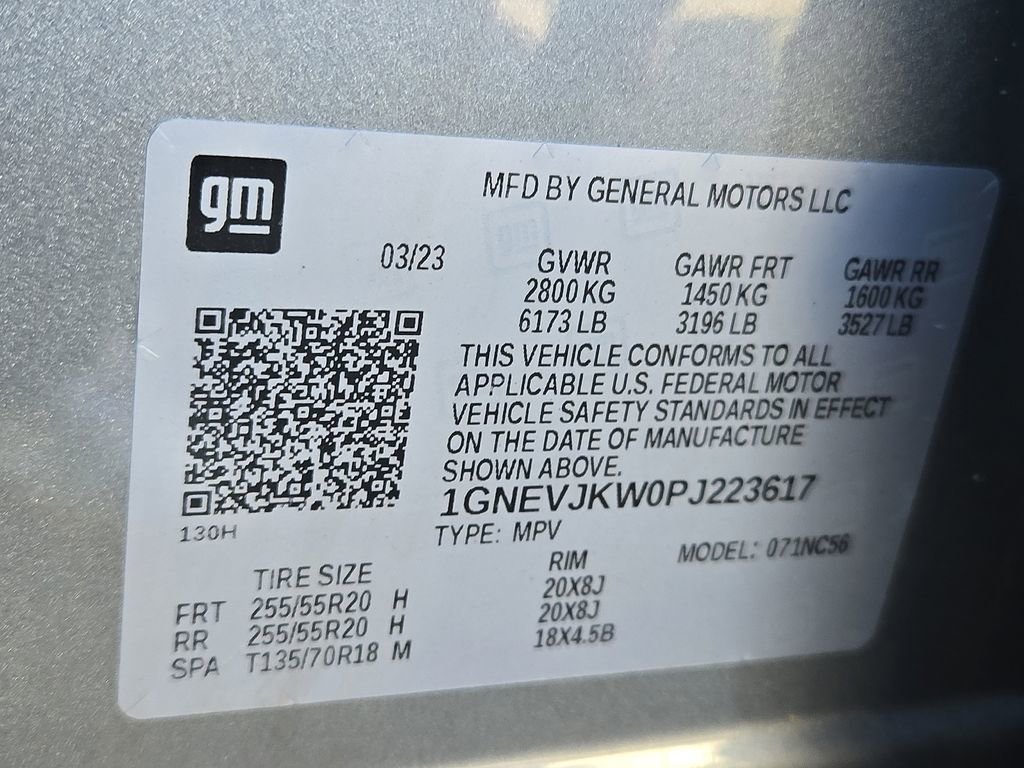 gm
MFD BY GENERAL MOTORS LLC
03/23
GVWR GAWR FRT GAWR RR
2800 KG 1450 KG 1600 KG
6173 LB 3196 LB 3527 LB
THIS VEHICLE CONFORMS TO ALL
APPLICABLE U.S. FEDERAL MOTOR
VEHICLE SAFETY STANDARDS IN EFFECT
ON THE DATE OF MANUFACTURE
SHOWN ABOVE.
1GNEVJKW0PJ223617
130H
TYPE: MPV MODEL: 071NC56
TIRE SIZE RIM
FRT 255/55R20 H 20X8J
RR 255/55R20 H 20X8J
SPA T135/70R18 M 18X4.5B